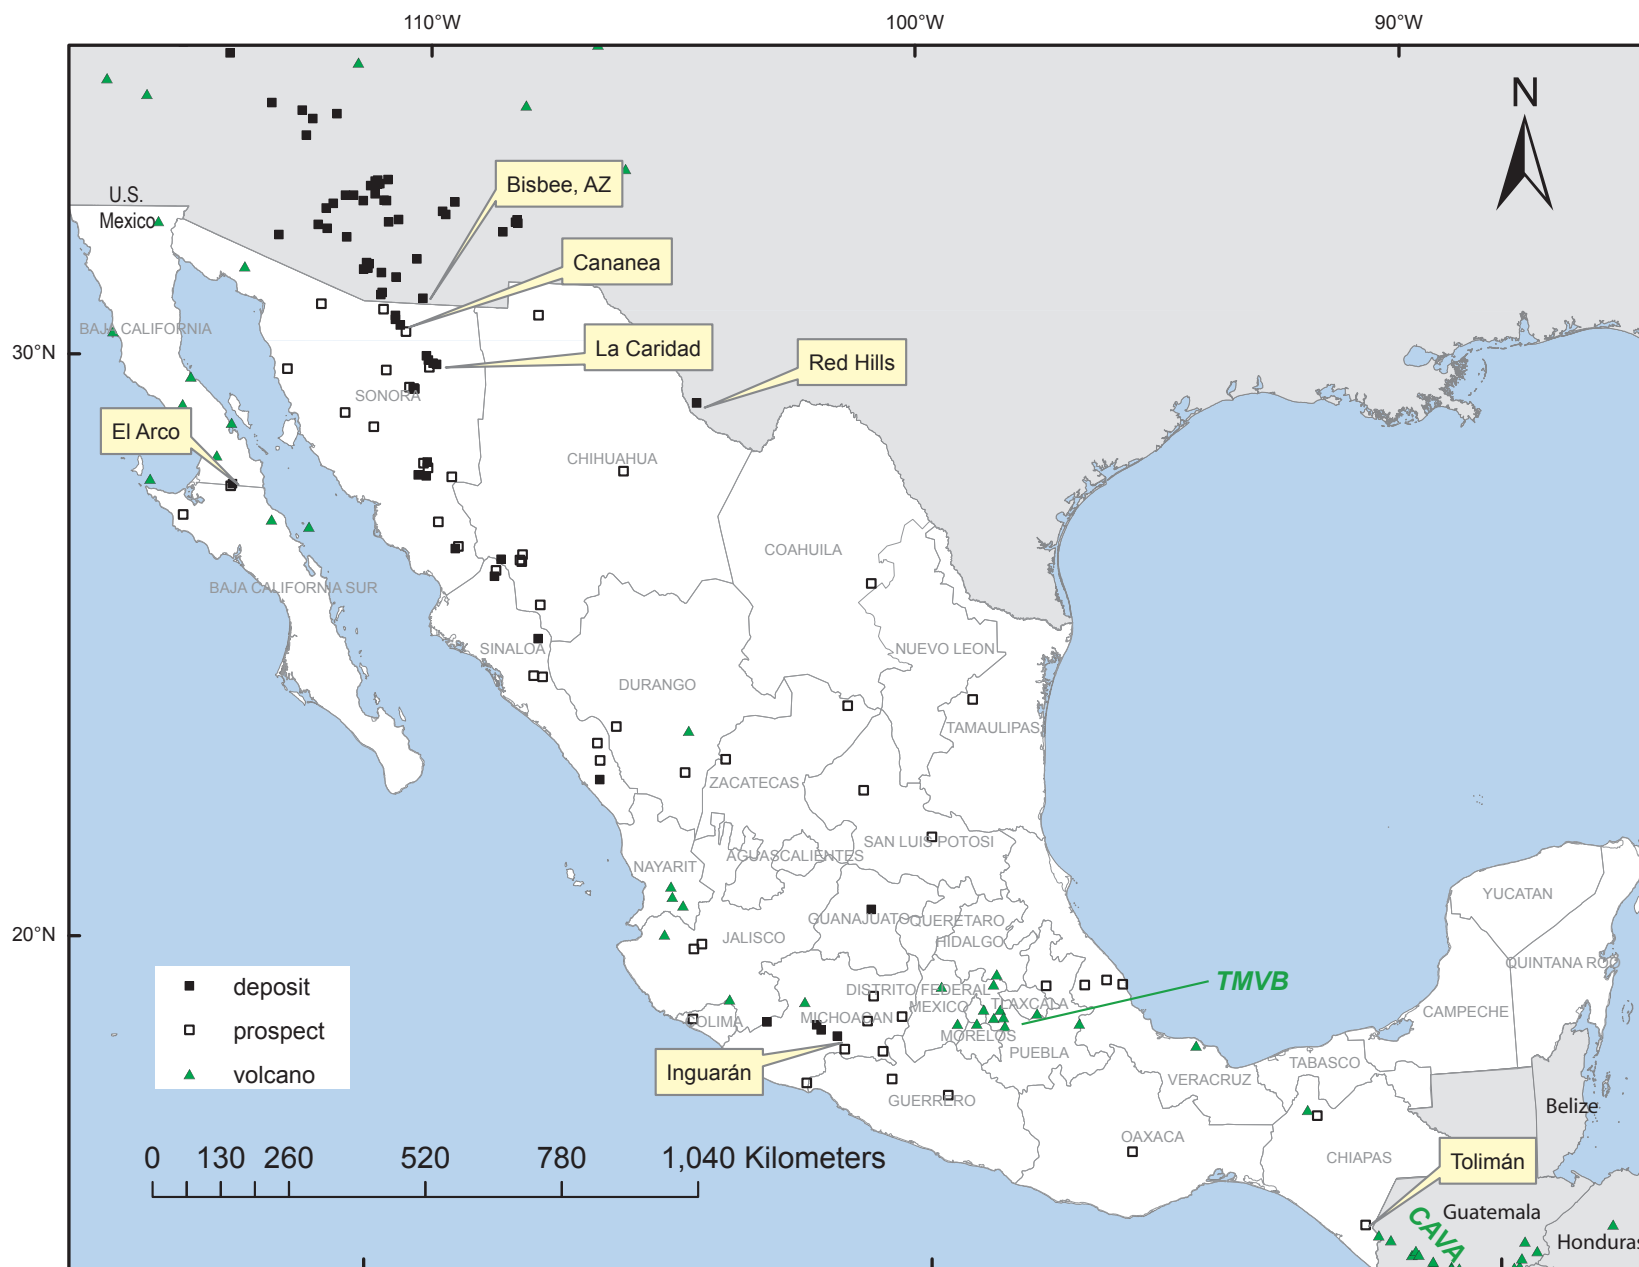 110°W
100°W
90°W
N
U.S.
Mexico
Bisbee, AZ
Cananea
BAJA CALIFORNIA
La Caridad
30°N
Red Hills
SONORA
El Arco
CHIHUAHUA
COAHUILA
BAJA CALIFORNIA SUR
SINALOA
NUEVO LEON
DURANGO
TAMAULIPAS
ZACATECAS
SAN LUIS POTOSI
AGUASCALIENTES
NAYARIT
YUCATAN
GUANAJUATO
QUERETARO
20°N
JALISCO
HIDALGO
QUINTANA ROO
TMVB
deposit
DISTRITO FEDERAL
MEXICO
TLAXCALA
CAMPECHE
MICHOACAN
COLIMA
prospect
MORELOS
PUEBLA
TABASCO
volcano
Inguarán
VERACRUZ
GUERRERO
Belize
OAXACA
CHIAPAS
0 130 260 520 780 1,040 Kilometers
Tolimán
Guatemala
CAVA
Honduras